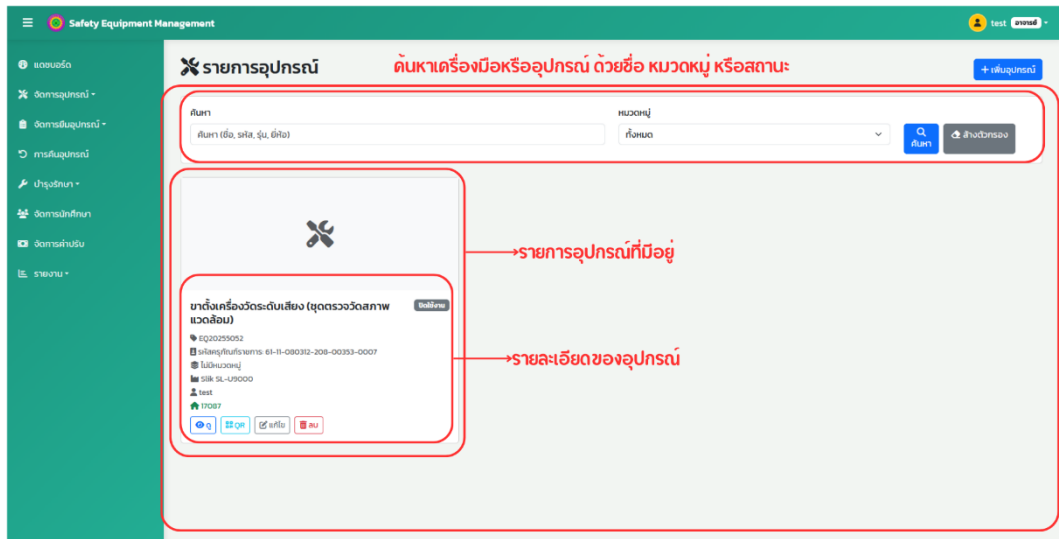 Safety Equipment Management
test อาจารย์
แดชบอร์ด
จัดการอุปกรณ์
จัดการยืมอุปกรณ์
การคืนอุปกรณ์
บำรุงรักษา
จัดการนักศึกษา
จัดการค่าปรับ
รายงาน
รายการอุปกรณ์
ค้นหาเครื่องมือหรืออุปกรณ์ ด้วยชื่อ หมวดหมู่ หรือสถานะ
+ เพิ่มอุปกรณ์
ค้นหา
ค้นหา (ชื่อ, รหัส, รุ่น, ยี่ห้อ)
หมวดหมู่
ทั้งหมด
ค้นหา
ล้างตัวกรอง
รายการอุปกรณ์ที่มีอยู่
ขาตั้งเครื่องวัดระดับเสียง (ชุดตรวจวัดสภาพ
แวดล้อม)
ปิดใช้งาน
EQ20255052
รหัสครุภัณฑ์รายการ: 61-11-080312-208-00353-0007
ไม่มีหมวดหมู่
Slik SL-U9000
test
17087
ดู
QR
แก้ไข
ลบ
รายละเอียดของอุปกรณ์